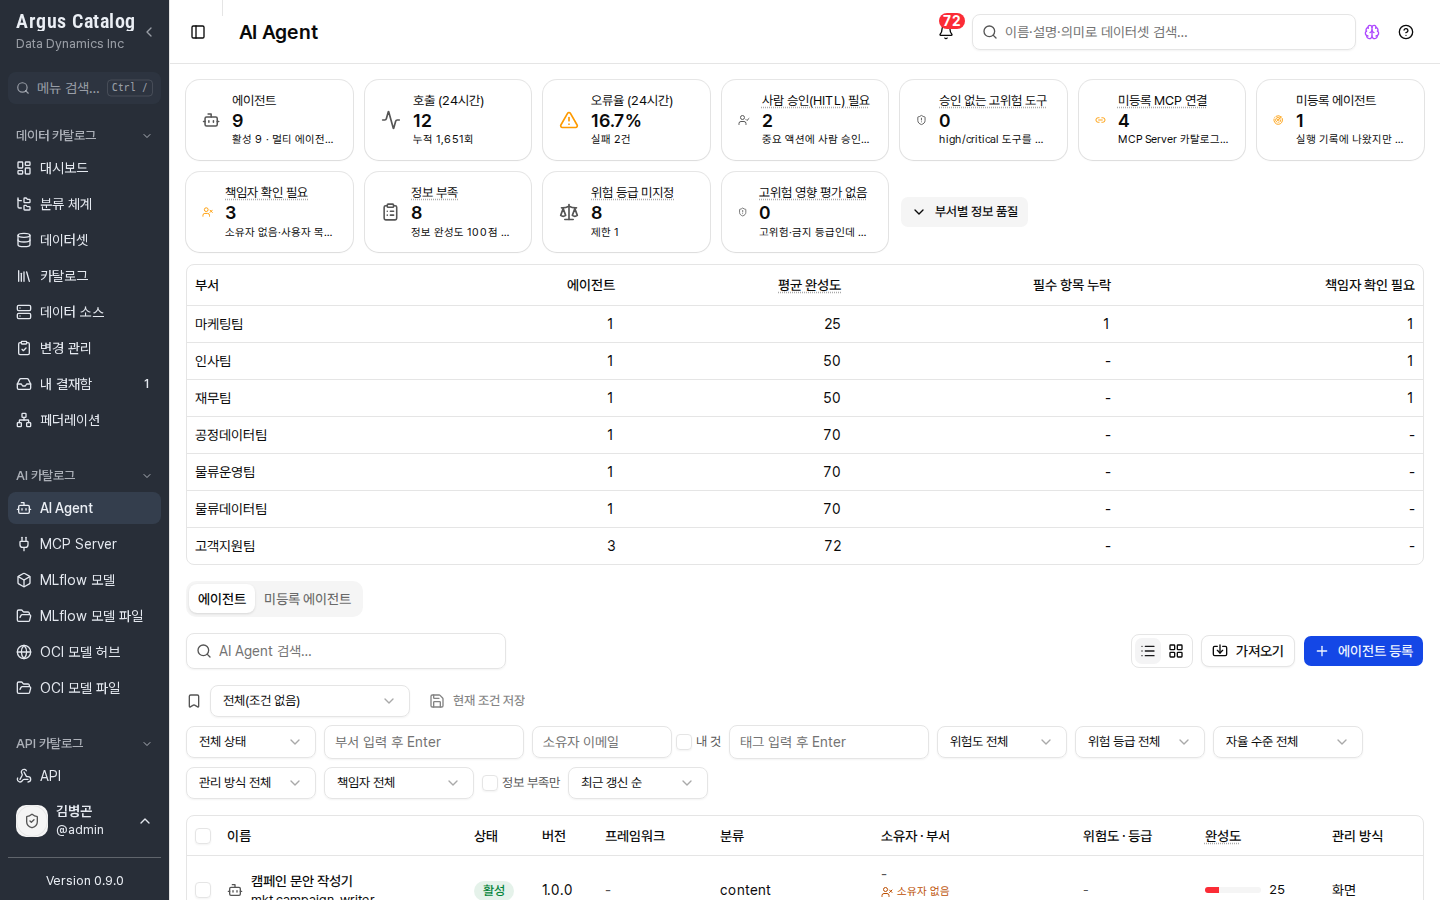 Argus Catalog
Data Dynamics Inc
메뉴 검색... Ctrl /
데이터 카탈로그
대시보드
분류 체계
데이터셋
카탈로그
데이터 소스
변경 관리
내 결재함 1
페더레이션
AI 카탈로그
AI Agent
MCP Server
MLflow 모델
MLflow 모델 파일
OCI 모델 허브
OCI 모델 파일
API 카탈로그
API
김병곤
@admin
Version 0.9.0
AI Agent
72
이름·설명·의미로 데이터셋 검색...
에이전트
9
활성 9 · 멀티 에이전...
호출 (24시간)
12
누적 1,651회
오류율 (24시간)
16.7%
실패 2건
사람 승인(HITL) 필요
2
중요 액션에 사람 승인...
승인 없는 고위험 도구
0
high/critical 도구를 ...
미등록 MCP 연결
4
MCP Server 카탈로그...
미등록 에이전트
1
실행 기록에 나왔지만 ...
책임자 확인 필요
3
소유자 없음·사용자 목...
정보 부족
8
정보 완성도 100점 ...
위험 등급 미지정
8
제한 1
고위험 영향 평가 없음
0
고위험·금지 등급인데 ...
부서별 정보 품질
부서 에이전트 평균 완성도 필수 항목 누락 책임자 확인 필요
마케팅팀 1 25 1 1
인사팀 1 50 - 1
재무팀 1 50 - 1
공정데이터팀 1 70 - -
물류운영팀 1 70 - -
물류데이터팀 1 70 - -
고객지원팀 3 72 - -
에이전트 미등록 에이전트
AI Agent 검색...
가져오기
에이전트 등록
전체(조건 없음) 현재 조건 저장
전체 상태 부서 입력 후 Enter 소유자 이메일 내 것 태그 입력 후 Enter 위험도 전체 위험 등급 전체 자율 수준 전체
관리 방식 전체 책임자 전체 정보 부족만 최근 갱신 순
이름 상태 버전 프레임워크 분류 소유자 · 부서 위험도 · 등급 완성도 관리 방식
캠페인 문안 작성기
mkt.campaign_writer
활성 1.0.0 - content
-
소유자 없음
- 25 화면